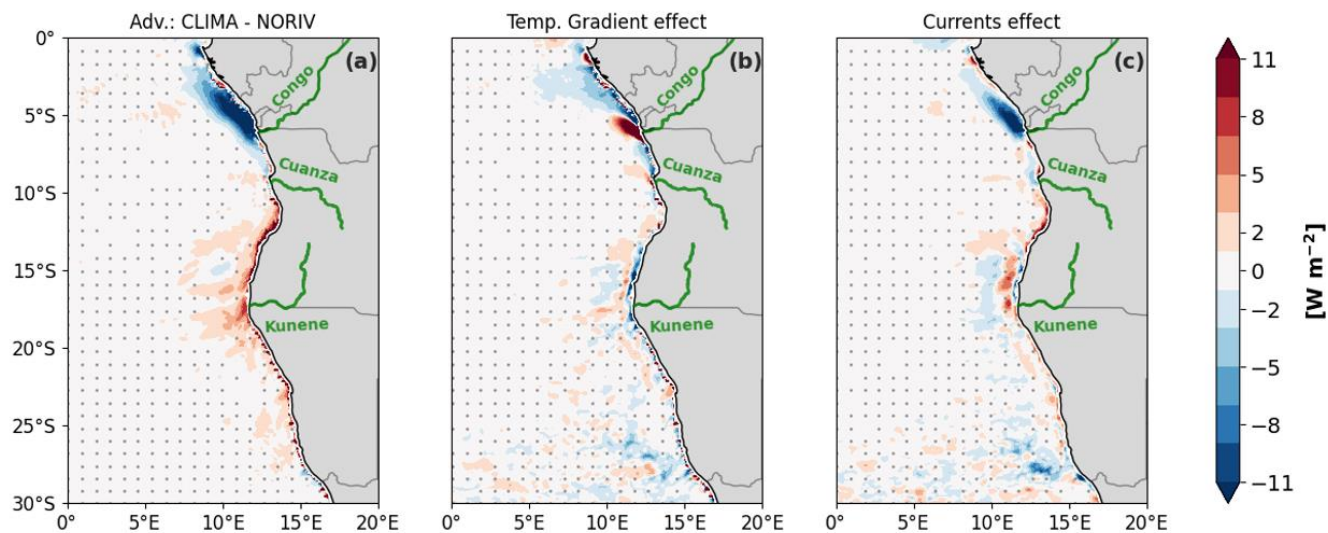 Adv.: CLIMA - NORIV
Temp. Gradient effect
Currents effect
(a)
(b)
(c)
Congo
Congo
Congo
Cuanza
Cuanza
Cuanza
Kunene
Kunene
Kunene
0°
5°S
10°S
15°S
20°S
25°S
30°S
0° 5°E 10°E 15°E 20°E
0° 5°E 10°E 15°E 20°E
0° 5°E 10°E 15°E 20°E
11
8
5
2
0
−2
−5
−8
−11
[W m−2]